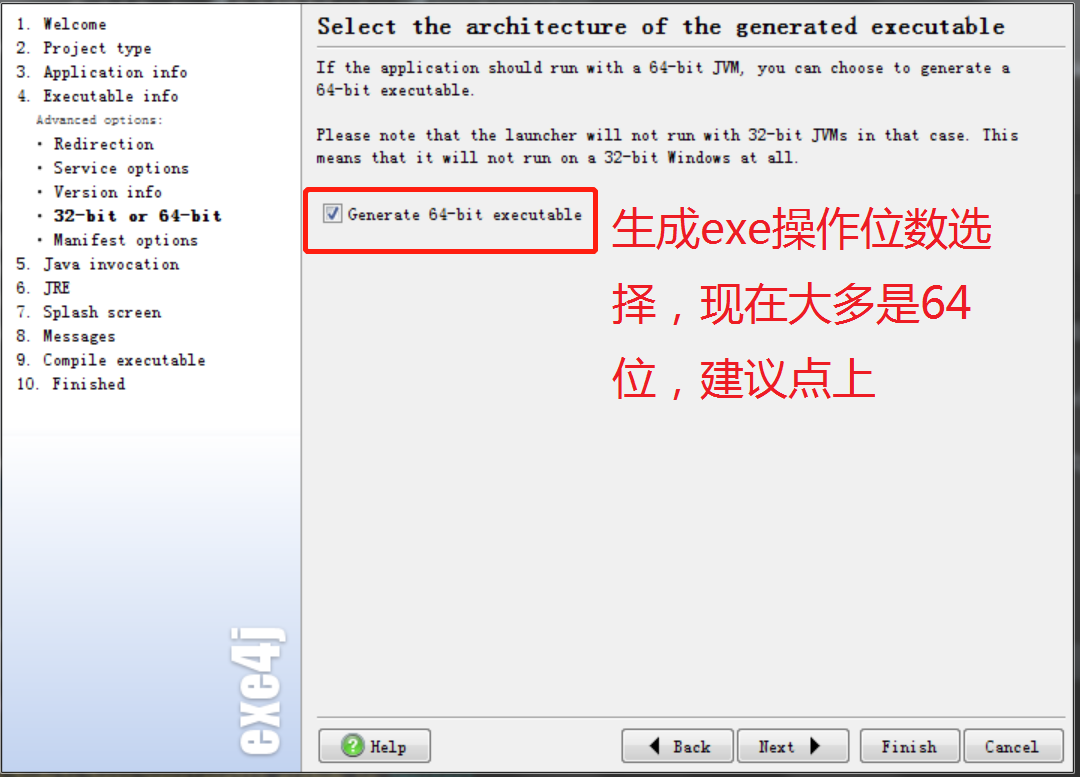 1. Welcome
2. Project type
3. Application info
4. Executable info
Advanced options:
· Redirection
· Service options
· Version info
· 32-bit or 64-bit
· Manifest options
5. Java invocation
6. JRE
7. Splash screen
8. Messages
9. Compile executable
10. Finished
exe4j
Select the architecture of the generated executable
If the application should run with a 64-bit JVM, you can choose to generate a
64-bit executable.
Please note that the launcher will not run with 32-bit JVMs in that case. This
means that it will not run on a 32-bit Windows at all.
Generate 64-bit executable
生成exe操作位数选
择，现在大多是64
位，建议点上
Help
Back
Next
Finish
Cancel